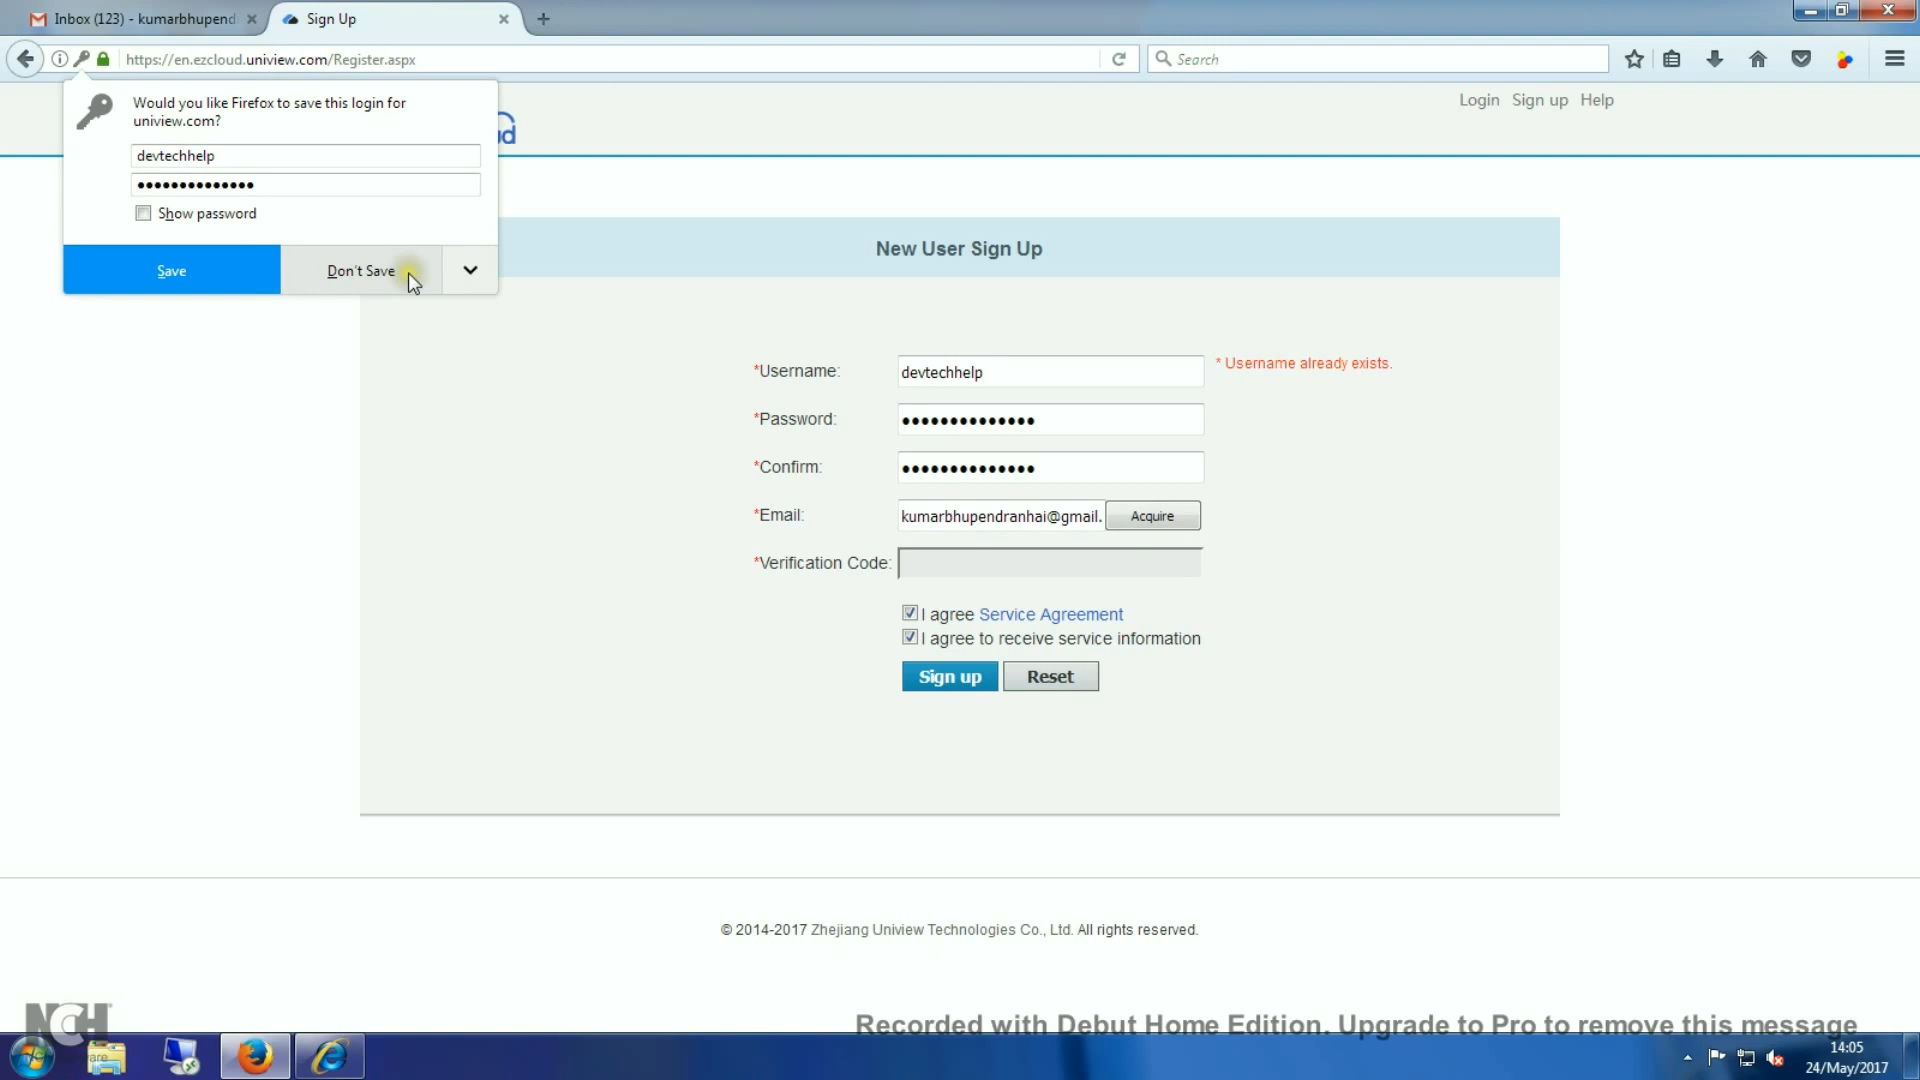 Inbox (123) - kumarbhupend
Sign Up
https://en.ezcloud.uniview.com/Register.aspx
Search
Would you like Firefox to save this login for
uniview.com?
devtechhelp
••••••••••••••
Show password
Save
Don't Save
Login Sign up Help
New User Sign Up
*Username: devtechhelp * Username already exists.
*Password: ••••••••••••••
*Confirm: ••••••••••••••
*Email: kumarbhupendranhai@gmail. Acquire
*Verification Code:
I agree Service Agreement
I agree to receive service information
Sign up Reset
© 2014-2017 Zhejiang Uniview Technologies Co., Ltd. All rights reserved.
NCH
Recorded with Debut Home Edition. Upgrade to Pro to remove this message
14:05
24/May/2017